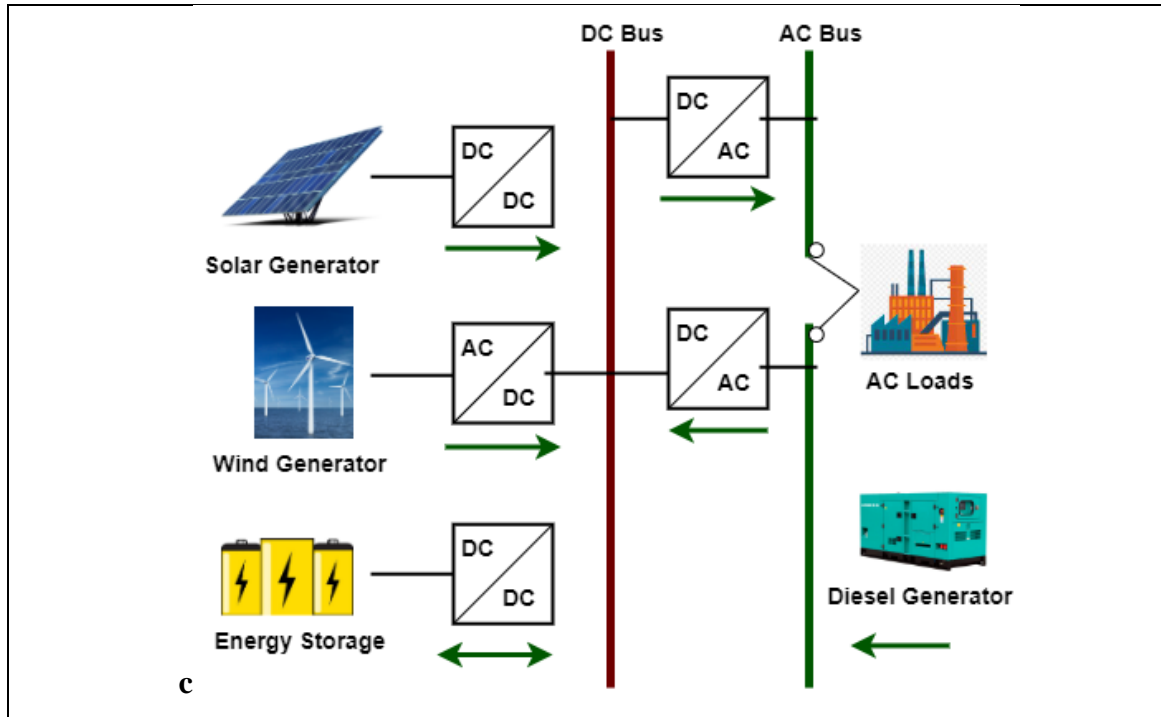 DC Bus
AC Bus
DC
AC
DC
DC
Solar Generator
AC
DC
DC
AC
AC Loads
Wind Generator
DC
DC
Diesel Generator
Energy Storage
c